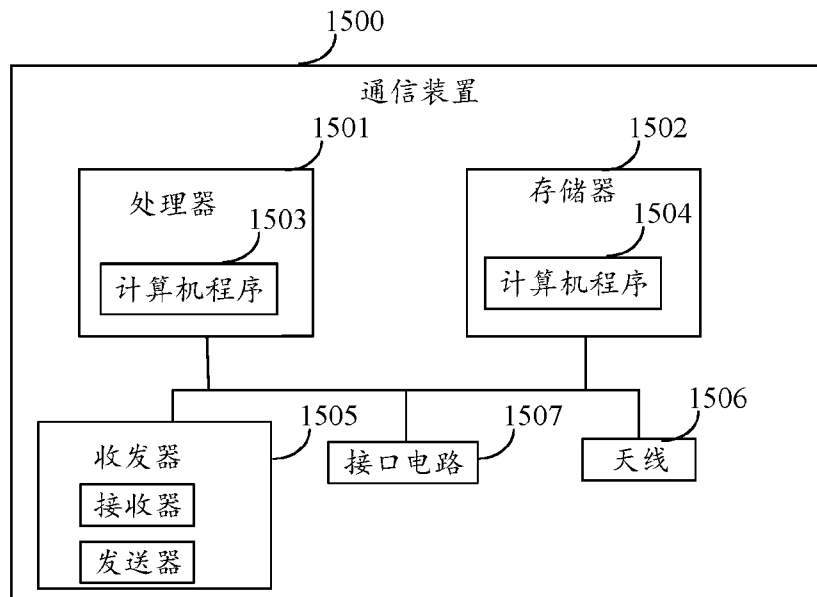 1500
通信装置
1501
1502
处理器
存储器
1503
1504
计算机程序
计算机程序
1505
1507
1506
收发器
接口电路
天线
接收器
发送器